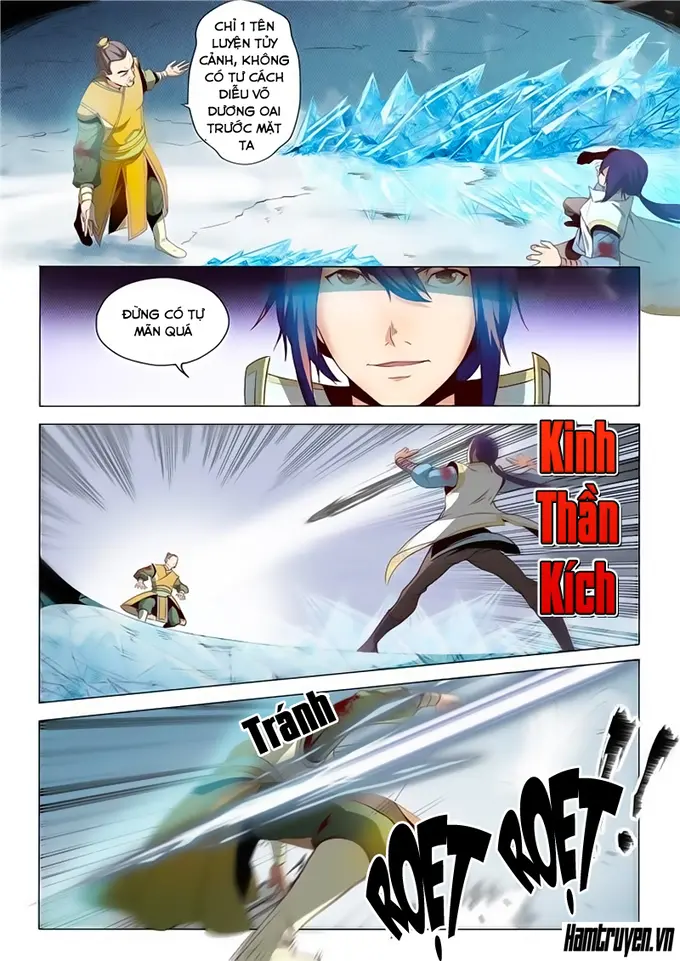 CHỈ 1 TÊN
LUYỆN TỦY
CẢNH, KHÔNG
CÓ TƯ CÁCH
DIỄU VÕ
DƯƠNG OAI
TRƯỚC MẶT
TA
ĐỪNG CÓ TỰ
MÃN QUÁ
Kinh
Thần
Kích
Tránh
ROẸT ROẸT!!
Hamtruyen.vn